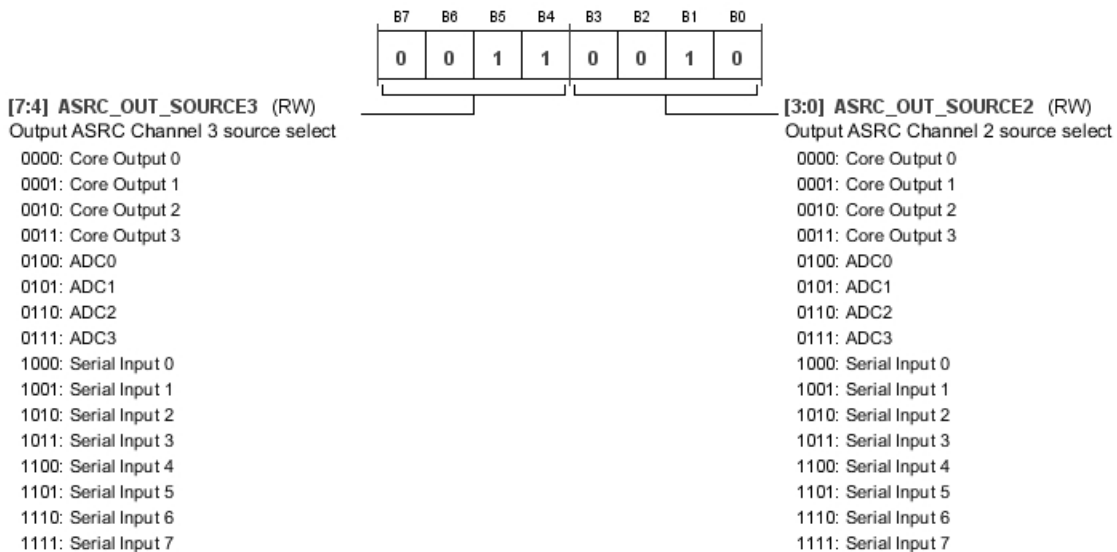 B7 B6 B5 B4 B3 B2 B1 B0
0 0 1 1 0 0 1 0
[7:4] ASRC_OUT_SOURCE3 (RW)
Output ASRC Channel 3 source select
0000: Core Output 0
0001: Core Output 1
0010: Core Output 2
0011: Core Output 3
0100: ADC0
0101: ADC1
0110: ADC2
0111: ADC3
1000: Serial Input 0
1001: Serial Input 1
1010: Serial Input 2
1011: Serial Input 3
1100: Serial Input 4
1101: Serial Input 5
1110: Serial Input 6
1111: Serial Input 7
[3:0] ASRC_OUT_SOURCE2 (RW)
Output ASRC Channel 2 source select
0000: Core Output 0
0001: Core Output 1
0010: Core Output 2
0011: Core Output 3
0100: ADC0
0101: ADC1
0110: ADC2
0111: ADC3
1000: Serial Input 0
1001: Serial Input 1
1010: Serial Input 2
1011: Serial Input 3
1100: Serial Input 4
1101: Serial Input 5
1110: Serial Input 6
1111: Serial Input 7